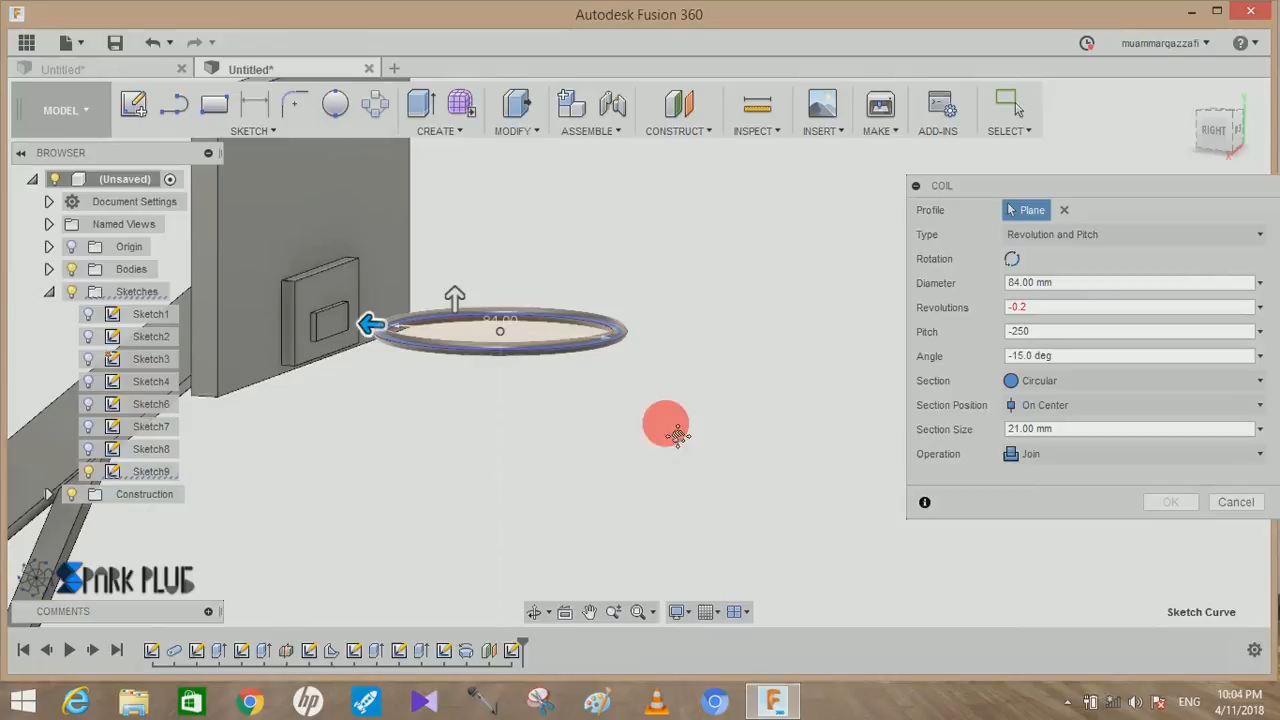 Autodesk Fusion 360
muammarqazzafi
Untitled*
Untitled*
MODEL
SKETCH
CREATE
MODIFY
ASSEMBLE
CONSTRUCT
INSPECT
INSERT
MAKE
ADD-INS
SELECT
RIGHT
BROWSER
(Unsaved)
Document Settings
Named Views
Origin
Bodies
Sketches
Sketch1
Sketch2
Sketch3
Sketch4
Sketch6
Sketch7
Sketch8
Sketch9
Construction
84.00
COIL
Profile Plane
Type Revolution and Pitch
Rotation
Diameter 84.00 mm
Revolutions -0.2
Pitch -250
Angle -15.0 deg
Section Circular
Section Position On Center
Section Size 21.00 mm
Operation Join
OK Cancel
SPARK PLUG
COMMENTS
Sketch Curve
ENG
10:04 PM
4/11/2018